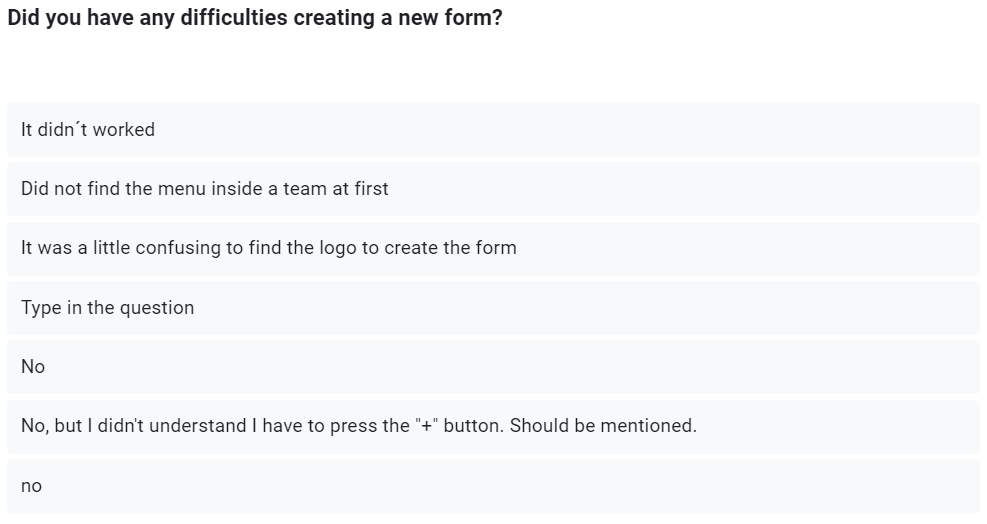 Did you have any difficulties creating a new form?
It didn´t worked
Did not find the menu inside a team at first
It was a little confusing to find the logo to create the form
Type in the question
No
No, but I didn't understand I have to press the "+" button. Should be mentioned.
no